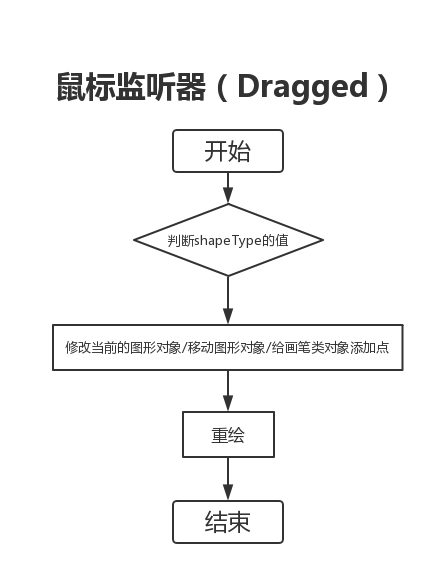 鼠标监听器（Dragged）
开始
判断shapeType的值
修改当前的图形对象/移动图形对象/给画笔类对象添加点
重绘
结束